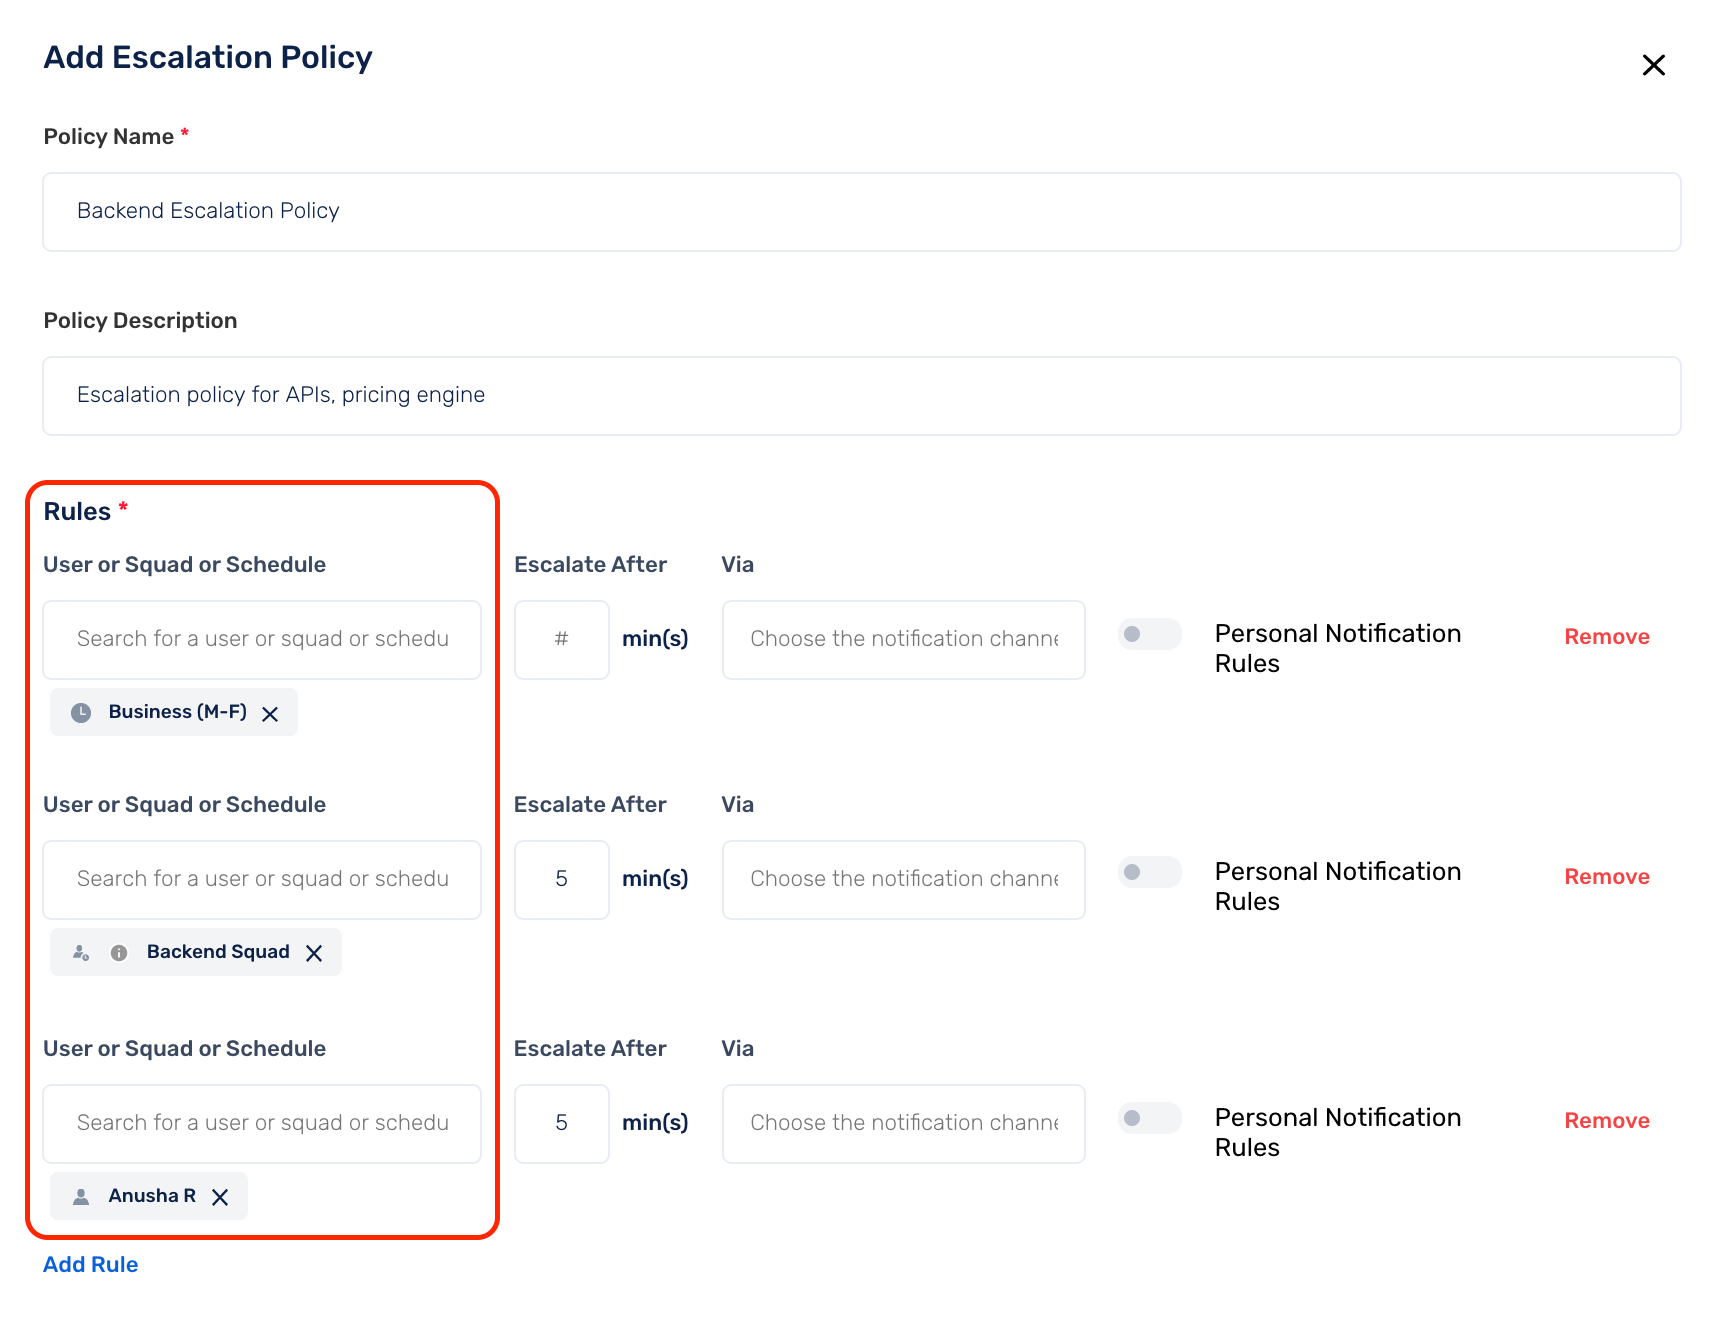 Add Escalation Policy
Policy Name *
Backend Escalation Policy
Policy Description
Escalation policy for APIs, pricing engine
Rules *
User or Squad or Schedule Escalate After Via
Search for a user or squad or schedu # min(s) Choose the notification channe Personal Notification Rules Remove
Business (M-F)
User or Squad or Schedule Escalate After Via
Search for a user or squad or schedu 5 min(s) Choose the notification channe Personal Notification Rules Remove
Backend Squad
User or Squad or Schedule Escalate After Via
Search for a user or squad or schedu 5 min(s) Choose the notification channe Personal Notification Rules Remove
Anusha R
Add Rule